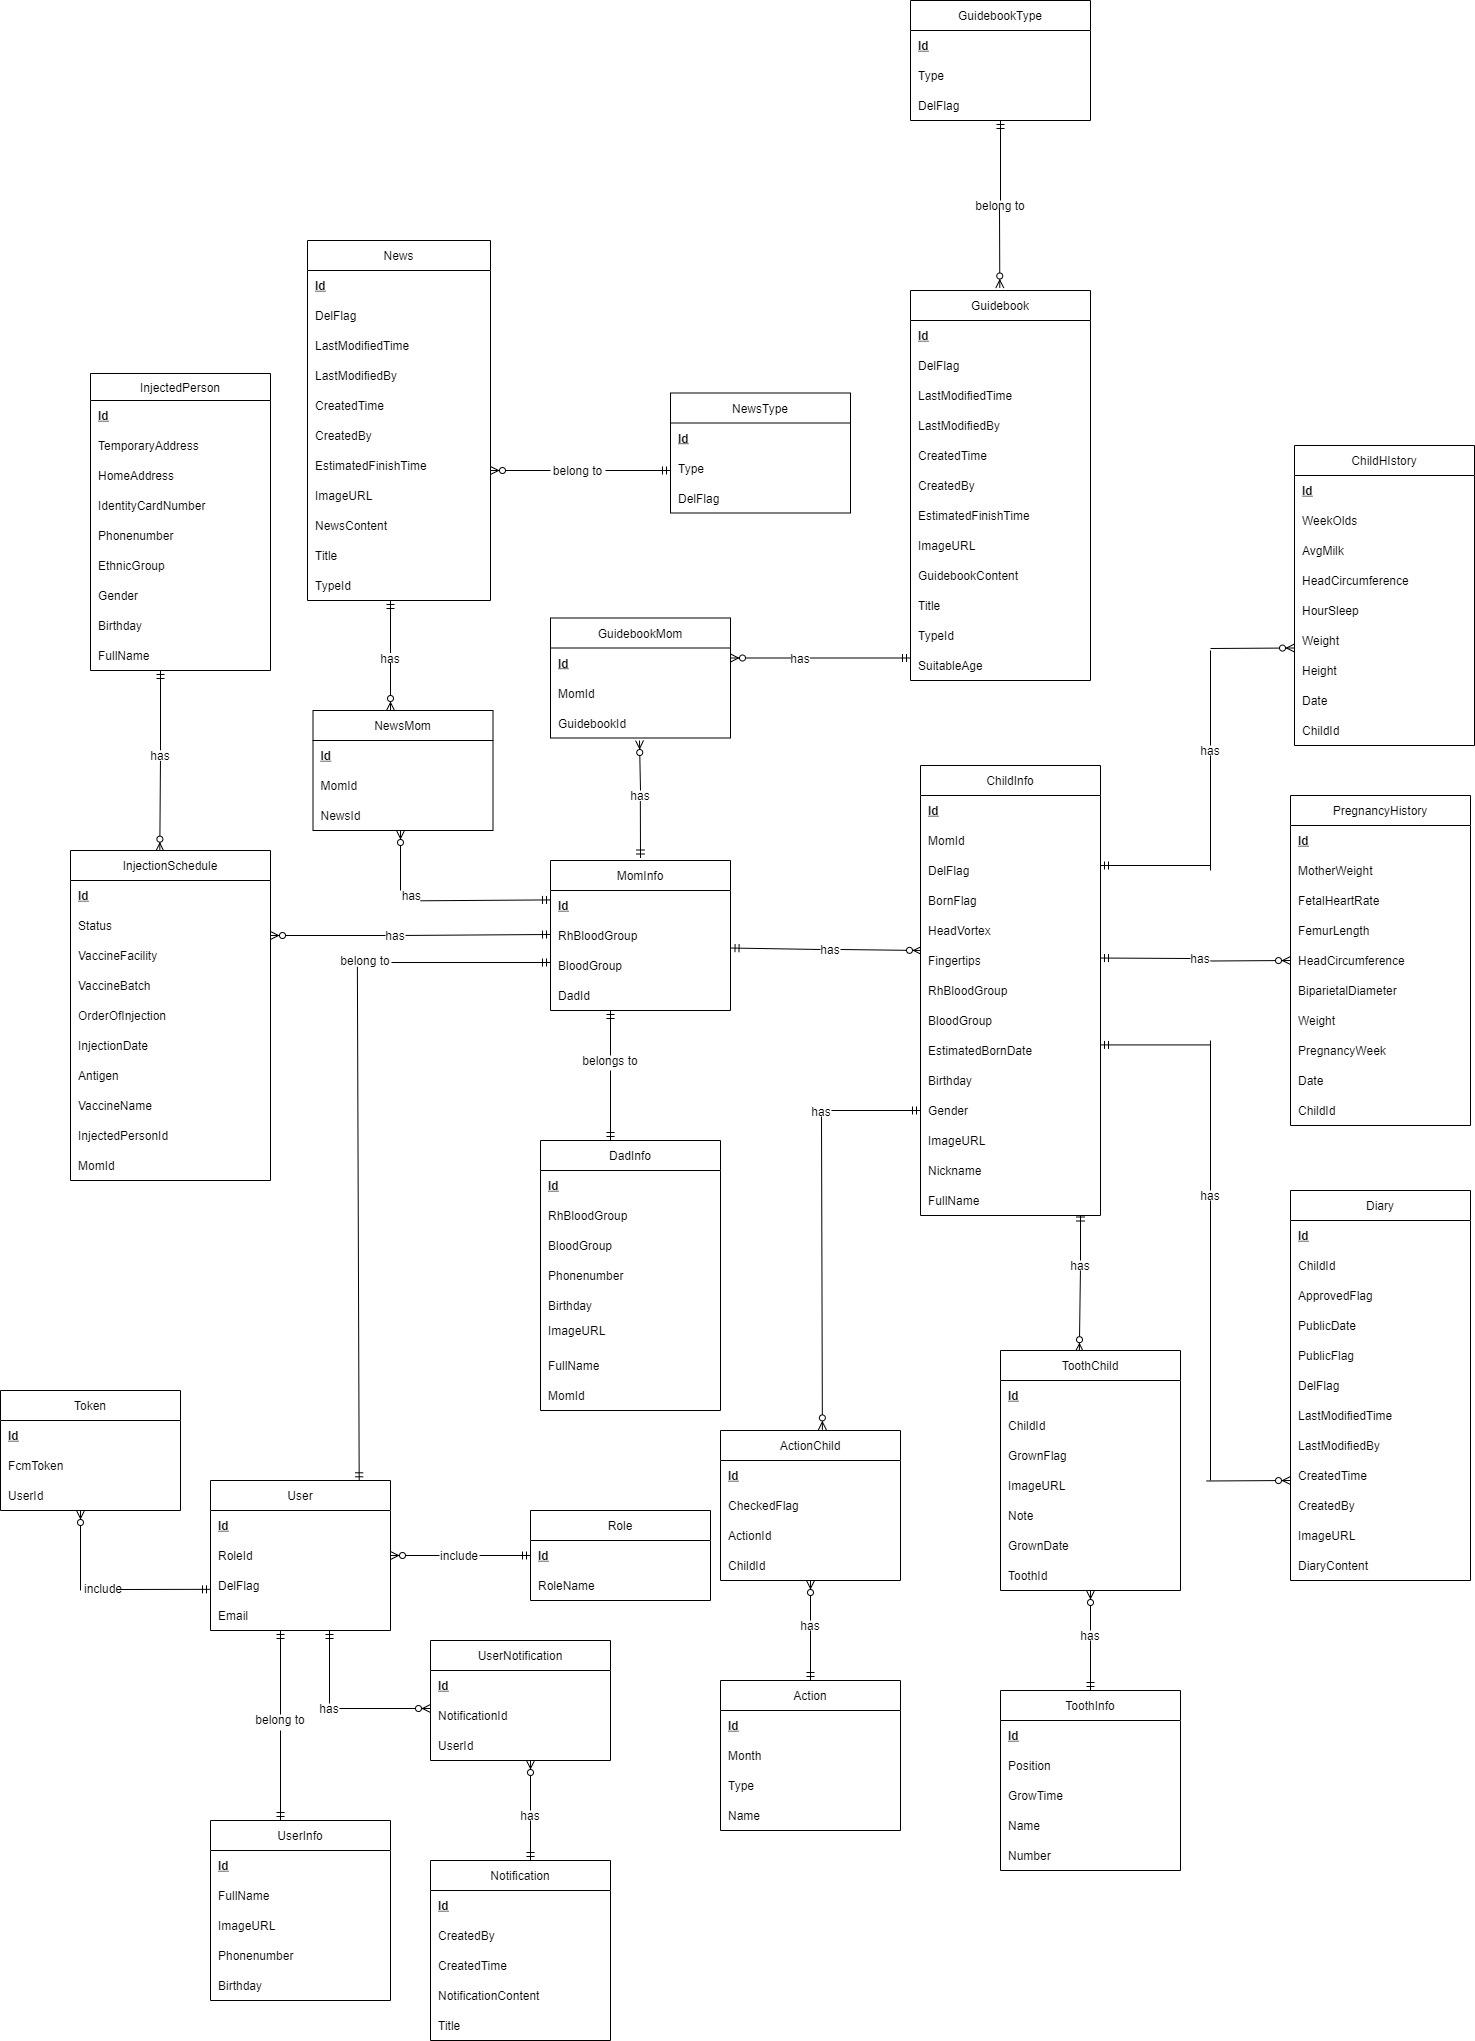 GuidebookType
Id
Type
DelFlag
belong to
News
Id
DelFlag
LastModifiedTime
LastModifiedBy
CreatedTime
CreatedBy
EstimatedFinishTime
ImageURL
NewsContent
Title
TypeId
belong to
NewsType
Id
Type
DelFlag
Guidebook
Id
DelFlag
LastModifiedTime
LastModifiedBy
CreatedTime
CreatedBy
EstimatedFinishTime
ImageURL
GuidebookContent
Title
TypeId
SuitableAge
InjectedPerson
Id
TemporaryAddress
HomeAddress
IdentityCardNumber
Phonenumber
EthnicGroup
Gender
Birthday
FullName
has
has
GuidebookMom
Id
MomId
GuidebookId
has
has
ChildHIstory
Id
WeekOlds
AvgMilk
HeadCircumference
HourSleep
Weight
Height
Date
ChildId
has
NewsMom
Id
MomId
NewsId
has
InjectionSchedule
Id
Status
VaccineFacility
VaccineBatch
OrderOfInjection
InjectionDate
Antigen
VaccineName
InjectedPersonId
MomId
has
belong to
MomInfo
Id
RhBloodGroup
BloodGroup
DadId
has
ChildInfo
Id
MomId
DelFlag
BornFlag
HeadVortex
Fingertips
RhBloodGroup
BloodGroup
EstimatedBornDate
Birthday
Gender
ImageURL
Nickname
FullName
has
PregnancyHistory
Id
MotherWeight
FetalHeartRate
FemurLength
HeadCircumference
BiparietalDiameter
Weight
PregnancyWeek
Date
ChildId
belongs to
has
has
has
DadInfo
Id
RhBloodGroup
BloodGroup
Phonenumber
Birthday
ImageURL
FullName
MomId
Diary
Id
ChildId
ApprovedFlag
PublicDate
PublicFlag
DelFlag
LastModifiedTime
LastModifiedBy
CreatedTime
CreatedBy
ImageURL
DiaryContent
ToothChild
Id
ChildId
GrownFlag
ImageURL
Note
GrownDate
ToothId
Token
Id
FcmToken
UserId
include
User
Id
RoleId
DelFlag
Email
include
Role
Id
RoleName
ActionChild
Id
CheckedFlag
ActionId
ChildId
has
has
belong to
has
UserNotification
Id
NotificationId
UserId
Action
Id
Month
Type
Name
ToothInfo
Id
Position
GrowTime
Name
Number
has
UserInfo
Id
FullName
ImageURL
Phonenumber
Birthday
Notification
Id
CreatedBy
CreatedTime
NotificationContent
Title